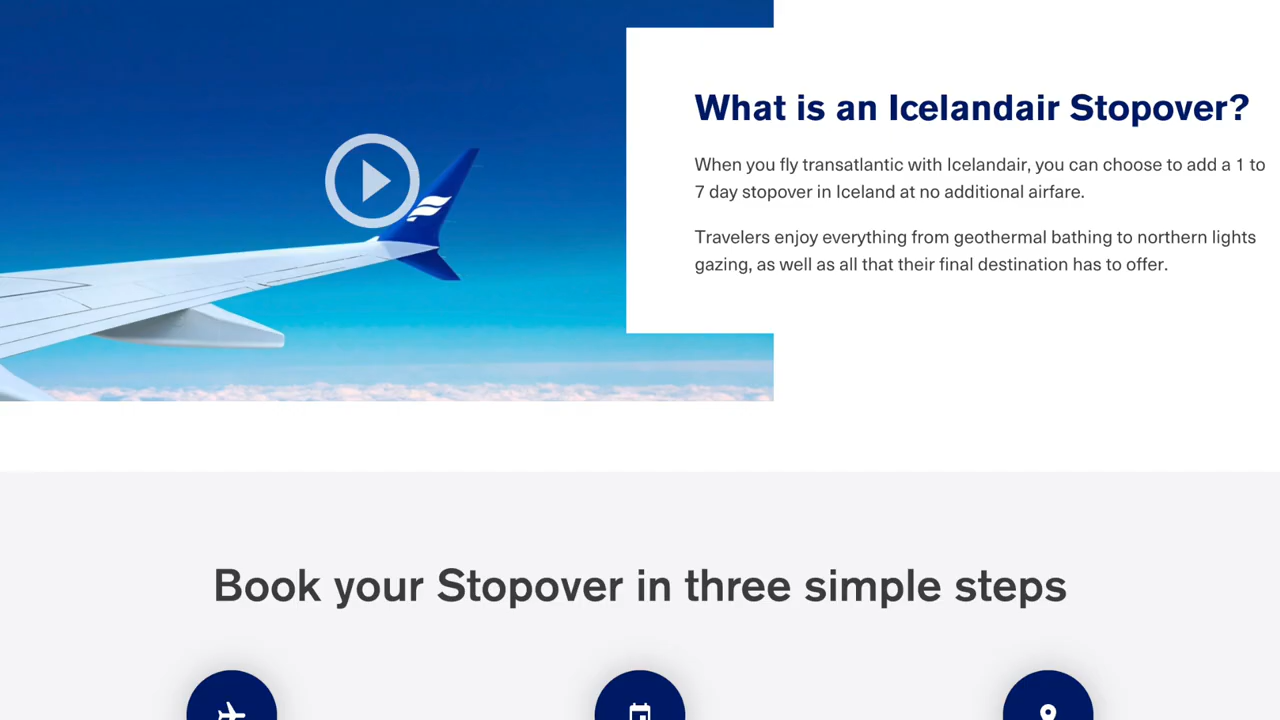 What is an Icelandair Stopover?
When you fly transatlantic with Icelandair, you can choose to add a 1 to
7 day stopover in Iceland at no additional airfare.
Travelers enjoy everything from geothermal bathing to northern lights
gazing, as well as all that their final destination has to offer.
Book your Stopover in three simple steps